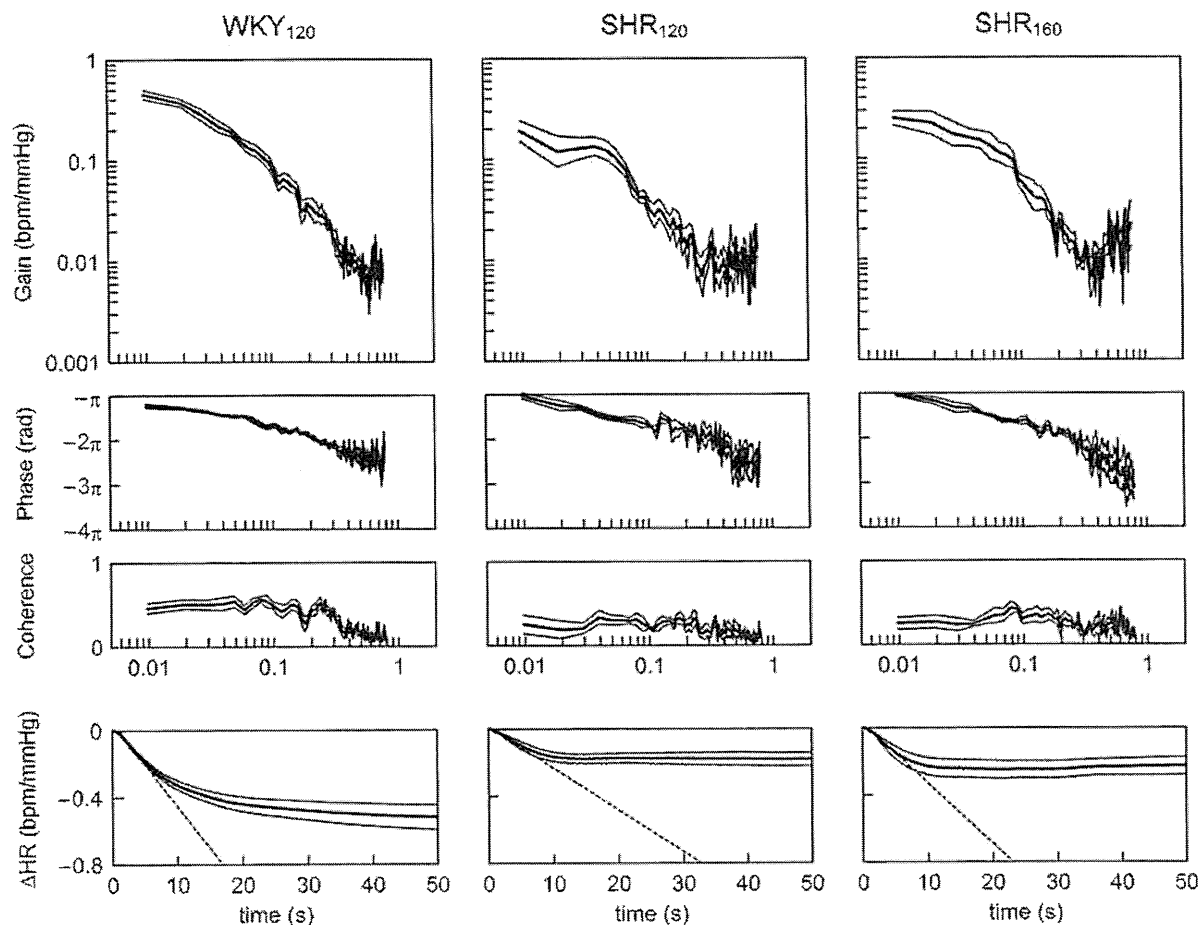 WKY120
SHR120
SHR160
Gain (bpm/mmHg)
1
0.1
0.01
0.001
Phase (rad)
−π
−2π
−3π
−4π
Coherence
1
0
0.01
0.1
1
0.01
0.1
1
0.01
0.1
1
ΔHR (bpm/mmHg)
0
−0.4
−0.8
0 10 20 30 40 50
0 10 20 30 40 50
0 10 20 30 40 50
time (s)
time (s)
time (s)